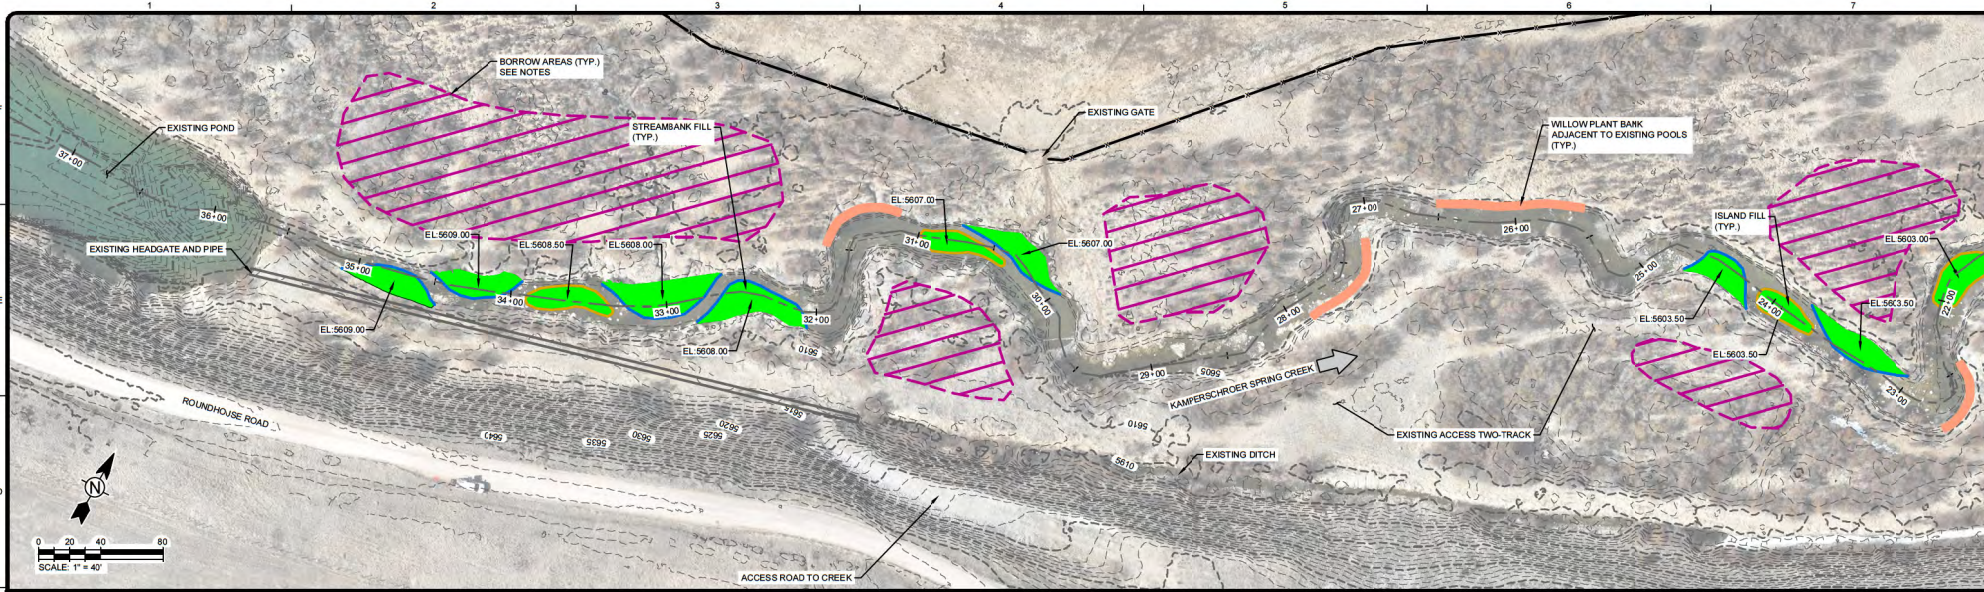 1 2 3 4 5 6 7
BORROW AREAS (TYP.)
SEE NOTES
EXISTING POND
STREAMBANK FILL
(TYP.)
EXISTING GATE
WILLOW PLANT BANK
ADJACENT TO EXISTING POOLS
(TYP.)
37+00
36+00
EXISTING HEADGATE AND PIPE
35+00
EL:5609.00
EL:5609.00
34+00
EL:5608.50
EL:5608.00
33+00
EL:5608.00
32+00
5610
EL:5607.00
31+00
EL:5607.00
30+00
29+00
5605
28+00
27+00
26+00
25+00
ISLAND FILL
(TYP.)
EL:5603.00
EL:5603.50
24+00
EL:5603.50
EL:5603.50
23+00
22+00
KAMPERSCHROER SPRING CREEK
ROUNDHOUSE ROAD
5615
5620
5625
5630
5635
5610
5610
EXISTING ACCESS TWO-TRACK
EXISTING DITCH
ACCESS ROAD TO CREEK
N
0 20 40 80
SCALE: 1" = 40'